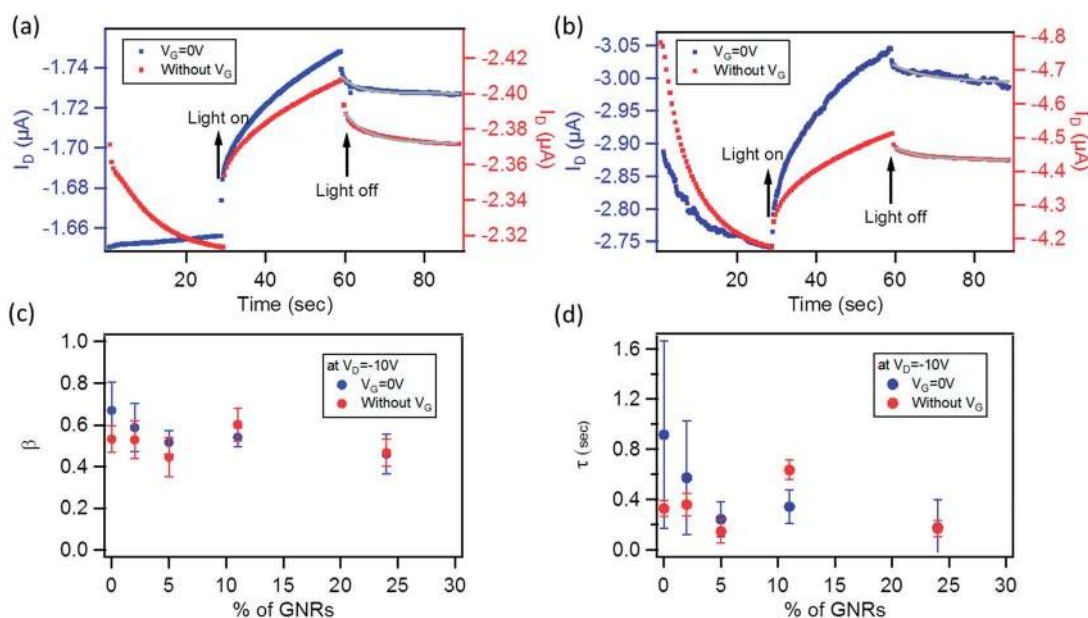 (a)
V_G=0V
Without V_G
-1.74
-1.72
-1.70
-1.68
-1.66
I_D (µA)
-2.42
-2.40
-2.37
-2.36
-2.34
-2.32
I_D (µA)
Light on
Light off
20
40
60
80
Time (sec)
(b)
V_G=0V
Without V_G
-3.05
-3.00
-2.95
-2.90
-2.85
-2.80
-2.75
I_D (µA)
-4.8
-4.7
-4.6
-4.5
-4.4
-4.3
-4.2
I_D (µA)
Light on
Light off
20
40
60
80
Time (sec)
(c)
at V_D=-10V
V_G=0V
Without V_G
1.0
0.8
0.6
0.4
0.2
0.0
β
0
5
10
15
20
25
30
% of GNRs
(d)
at V_D=-10V
V_G=0V
Without V_G
1.6
1.2
0.8
0.4
0.0
τ (sec)
0
5
10
15
20
25
30
% of GNRs